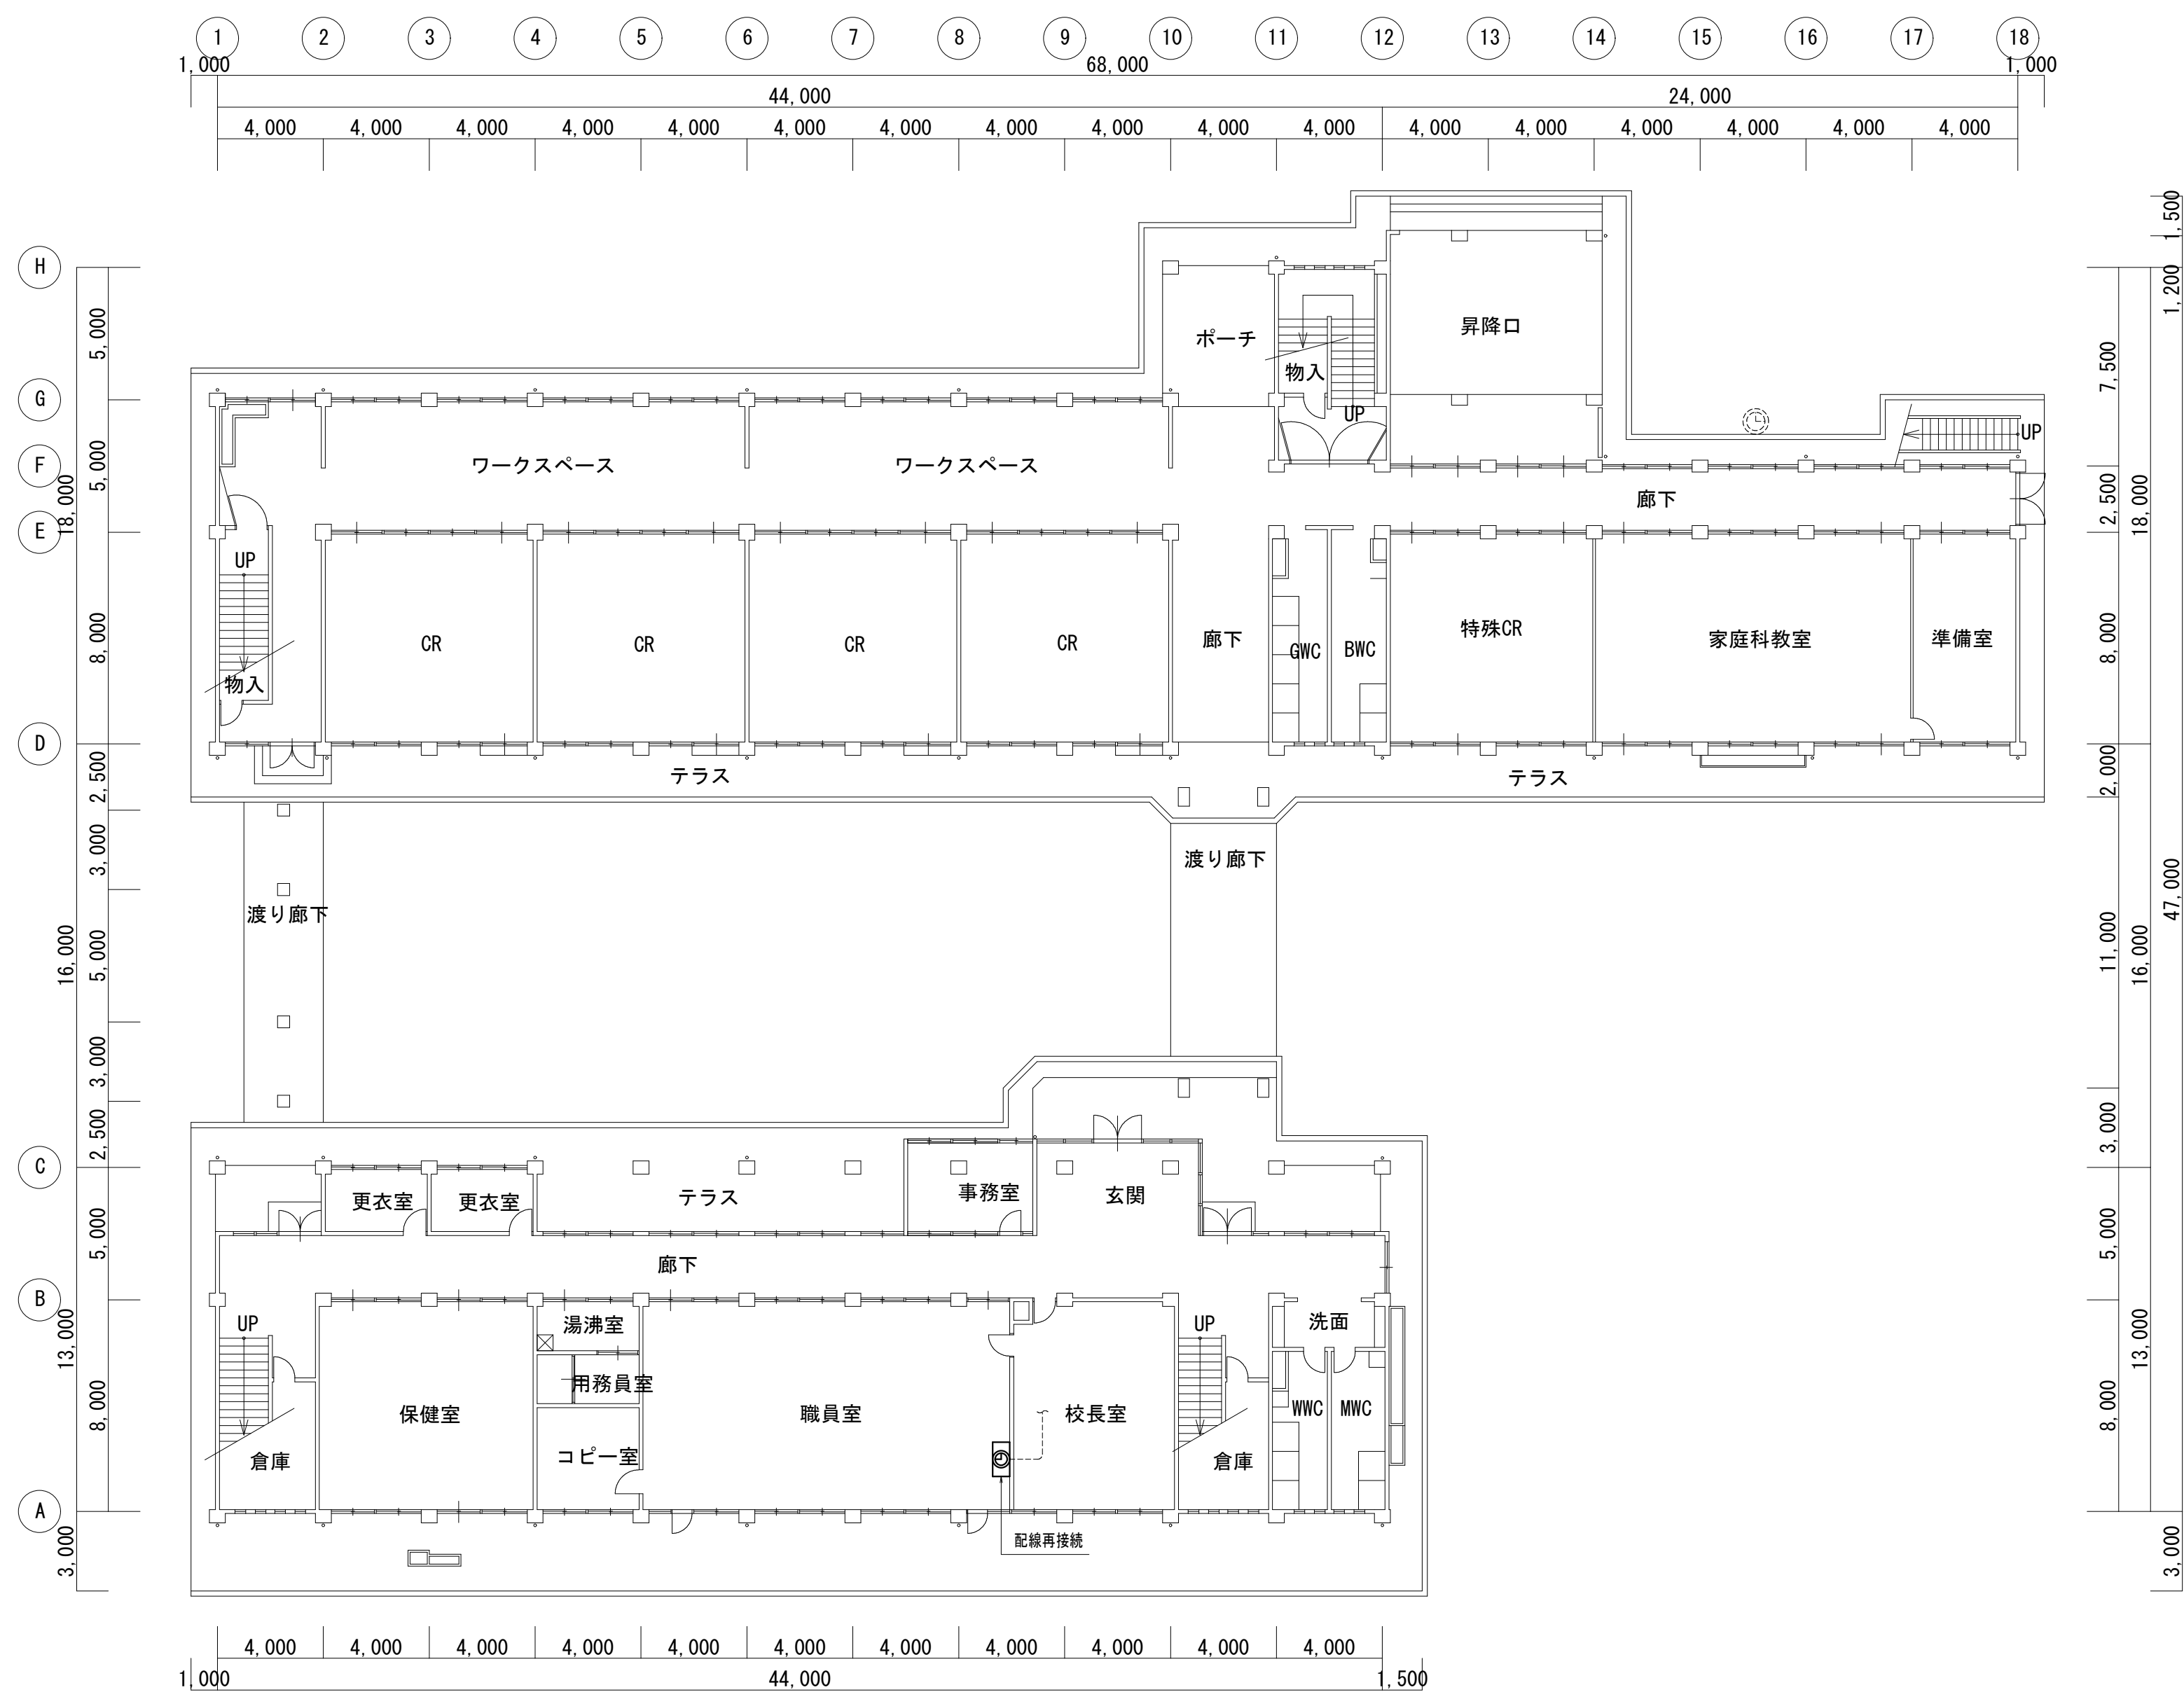 1 2 3 4 5 6 7 8 9 10 11 12 13 14 15 16 17 18
1,000 68,000 1,000
44,000 24,000
4,000 4,000 4,000 4,000 4,000 4,000 4,000 4,000 4,000 4,000 4,000 4,000 4,000 4,000 4,000 4,000 4,000
H
G
F
E
D
C
B
A
5,000
5,000
18,000
8,000
2,500
3,000
16,000
5,000
3,000
2,500
5,000
13,000
8,000
3,000
1,500
1,200
7,500
2,500
18,000
8,000
2,000
47,000
11,000
16,000
3,000
5,000
13,000
8,000
3,000
ポーチ
物入
UP
昇降口
UP
ワークスペース
ワークスペース
廊下
UP
物入
CR
CR
CR
CR
廊下
GWC
BWC
特殊CR
家庭科教室
準備室
テラス
テラス
渡り廊下
渡り廊下
更衣室
更衣室
テラス
事務室
玄関
廊下
UP
倉庫
保健室
湯沸室
用務員室
コピー室
職員室
校長室
UP
倉庫
洗面
WWC
MWC
配線再接続
4,000 4,000 4,000 4,000 4,000 4,000 4,000 4,000 4,000 4,000 4,000
1,000 44,000 1,500